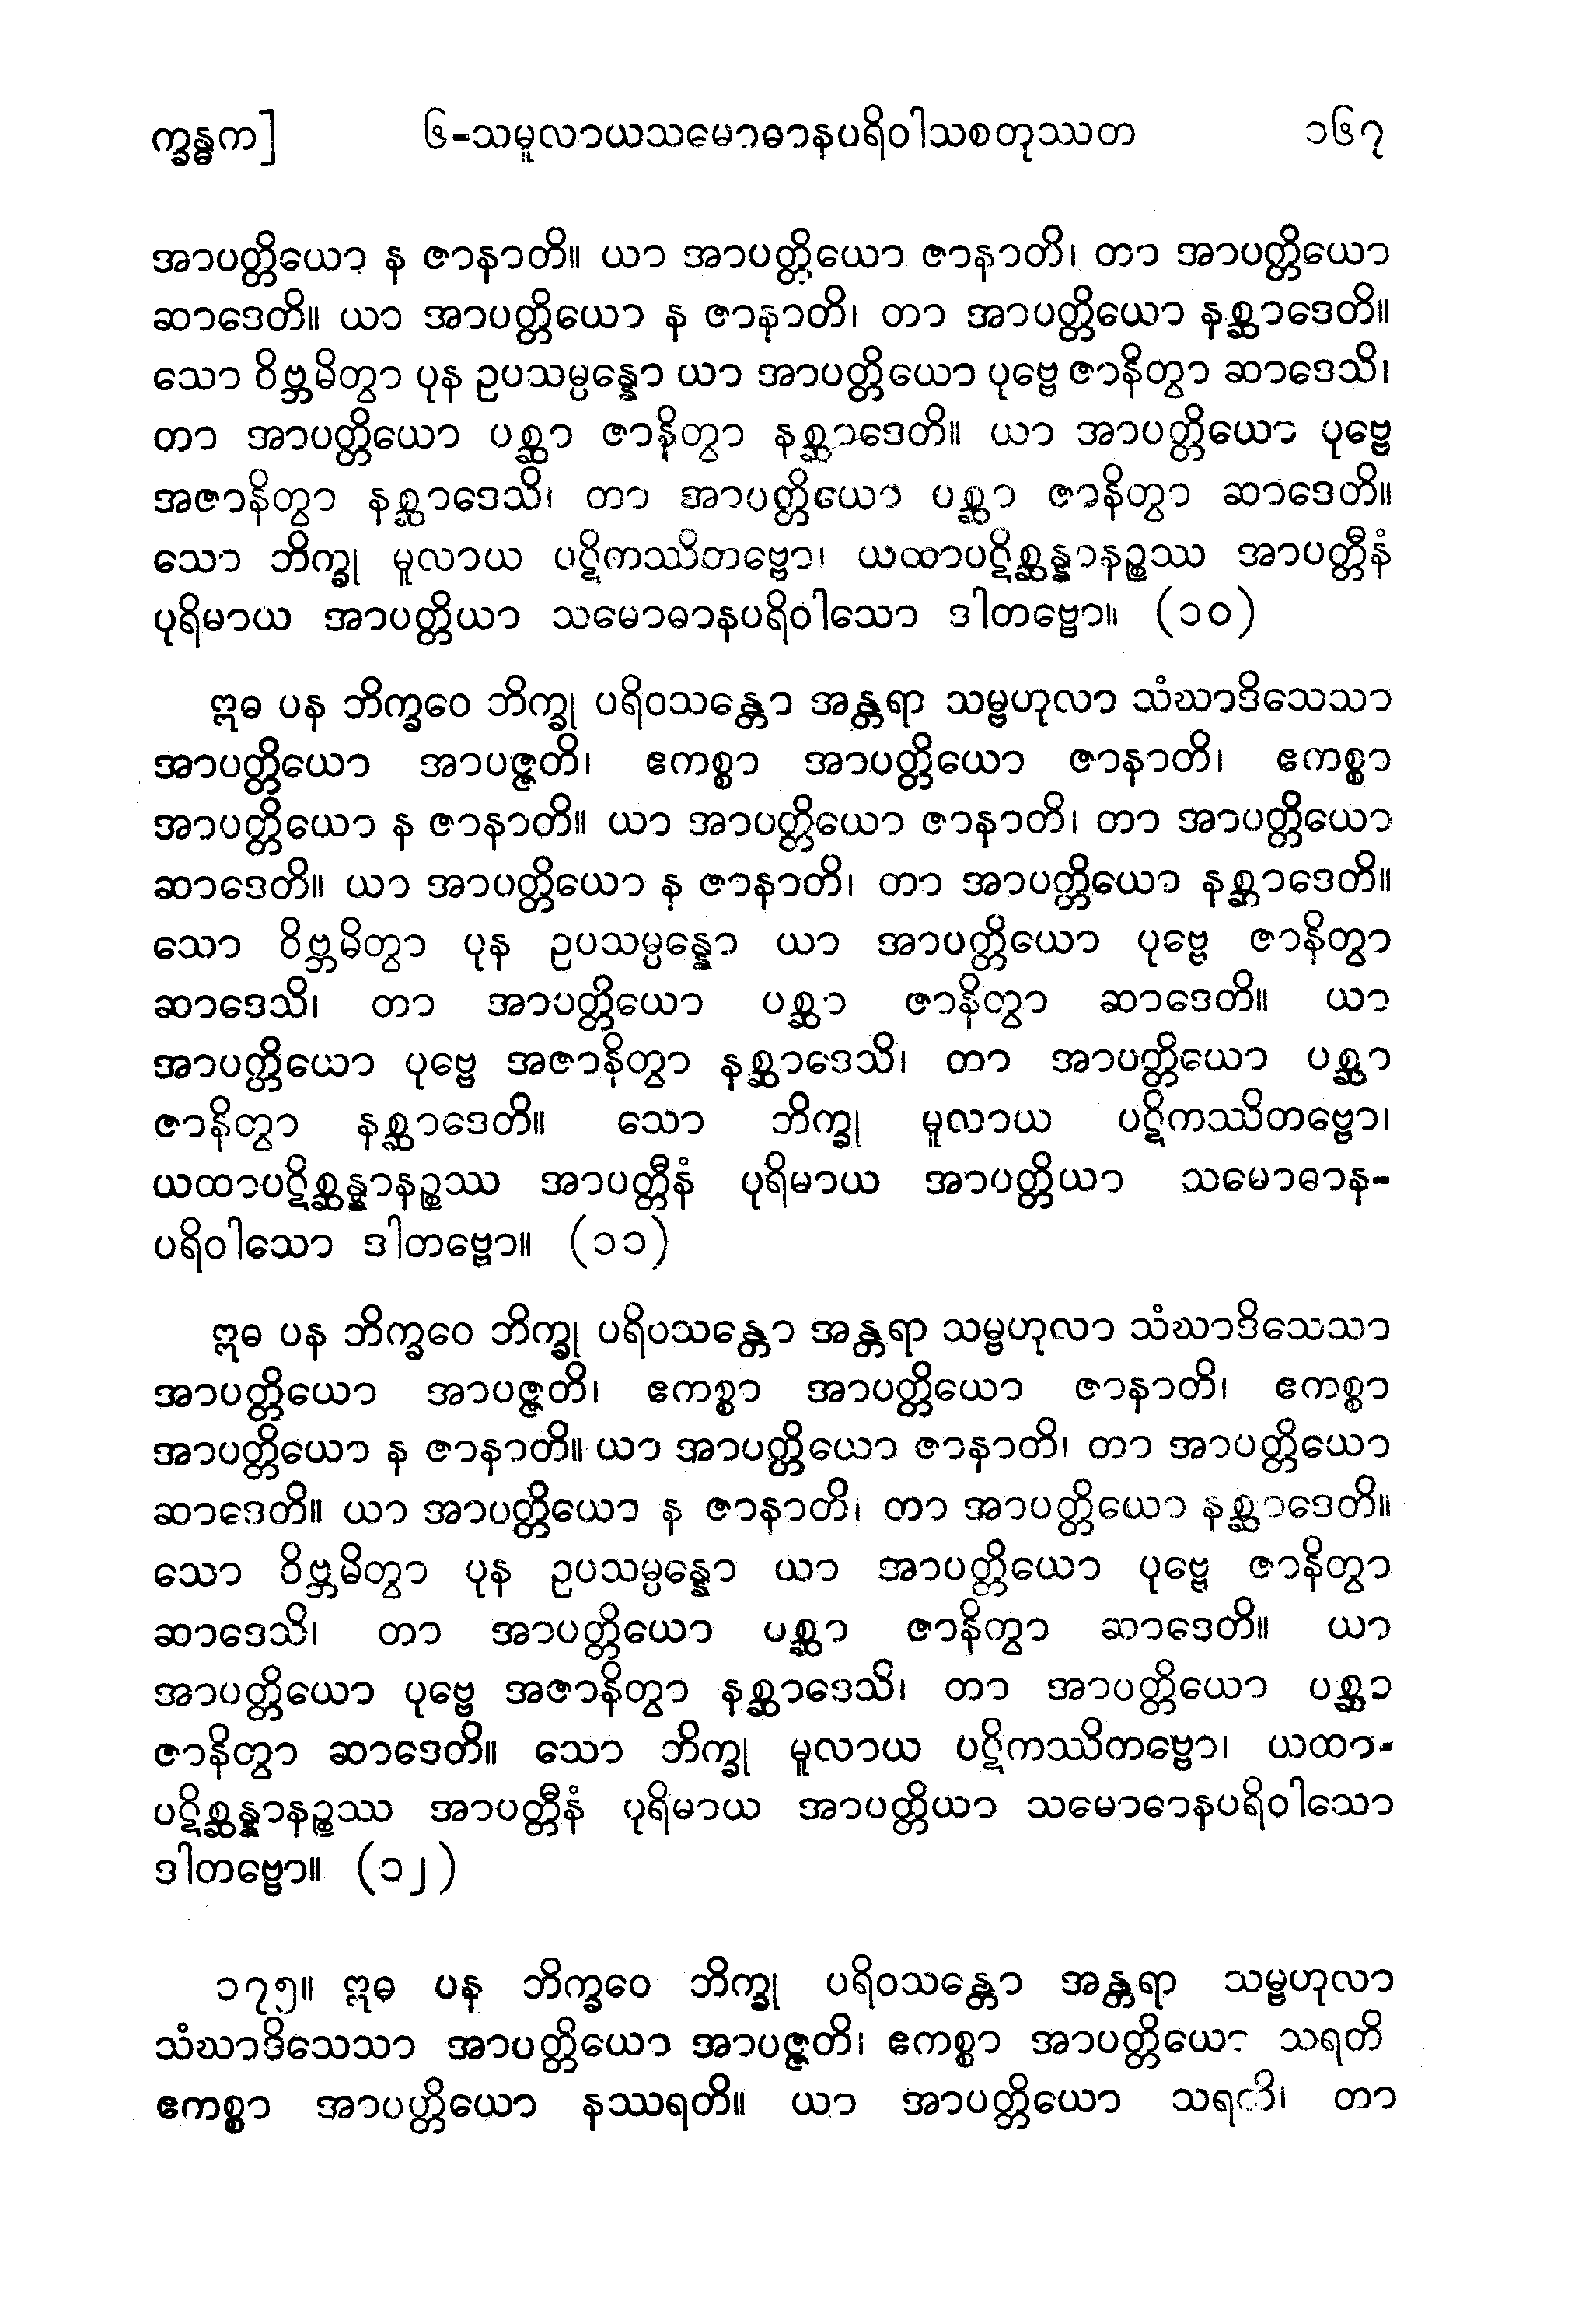 က္ခန္ဓက] ၆-သမူလာယသမောဓာနပရိဝါသစတုဿတ ၁၆၇
အာပတ္တိယော န ဇာနာတိ။ ယာ အာပတ္တိယော ဇာနာတိ၊ တာ အာပတ္တိယော
ဆာဒေတိ။ ယာ အာပတ္တိယော န ဇာနာတိ၊ တာ အာပတ္တိယော နစ္ဆာဒေတိ။
သော ဝိဗ္ဘမိတွာ ပုန ဥပသမ္ပန္နော ယာ အာပတ္တိယော ပုဗ္ဗေ ဇာနိတွာ ဆာဒေသိ၊
တာ အာပတ္တိယော ပစ္ဆာ ဇာနိတွာ နစ္ဆာဒေတိ။ ယာ အာပတ္တိယော ပုဗ္ဗေ
အဇာနိတွာ နစ္ဆာဒေသိ၊ တာ အာပတ္တိယော ပစ္ဆာ ဇာနိတွာ ဆာဒေတိ။
သော ဘိက္ခု မူလာယ ပဋိကဿိတဗ္ဗော၊ ယထာပဋိစ္ဆန္နာနဉ္စဿ အာပတ္တီနံ
ပုရိမာယ အာပတ္တိယာ သမောဓာနပရိဝါသော ဒါတဗ္ဗော။ (၁၀)
ဣဓ ပန ဘိက္ခဝေ ဘိက္ခု ပရိဝသန္တော အန္တရာ သမ္ဗဟုလာ သံဃာဒိသေသာ
အာပတ္တိယော အာပဇ္ဇတိ၊ ဧကစ္စာ အာပတ္တိယော ဇာနာတိ၊ ဧကစ္စာ
အာပတ္တိယော န ဇာနာတိ။ ယာ အာပတ္တိယော ဇာနာတိ၊ တာ အာပတ္တိယော
ဆာဒေတိ။ ယာ အာပတ္တိယော န ဇာနာတိ၊ တာ အာပတ္တိယော နစ္ဆာဒေတိ။
သော ဝိဗ္ဘမိတွာ ပုန ဥပသမ္ပန္နော ယာ အာပတ္တိယော ပုဗ္ဗေ ဇာနိတွာ
ဆာဒေသိ၊ တာ အာပတ္တိယော ပစ္ဆာ ဇာနိတွာ ဆာဒေတိ။ ယာ
အာပတ္တိယော ပုဗ္ဗေ အဇာနိတွာ နစ္ဆာဒေသိ၊ တာ အာပတ္တိယော ပစ္ဆာ
ဇာနိတွာ နစ္ဆာဒေတိ။ သော ဘိက္ခု မူလာယ ပဋိကဿိတဗ္ဗော၊
ယထာပဋိစ္ဆန္နာနဉ္စဿ အာပတ္တီနံ ပုရိမာယ အာပတ္တိယာ သမောဓာန-
ပရိဝါသော ဒါတဗ္ဗော။ (၁၁)
ဣဓ ပန ဘိက္ခဝေ ဘိက္ခု ပရိပသန္တော အန္တရာ သမ္ဗဟုလာ သံဃာဒိသေသာ
အာပတ္တိယော အာပဇ္ဇတိ၊ ဧကစ္စာ အာပတ္တိယော ဇာနာတိ၊ ဧကစ္စာ
အာပတ္တိယော န ဇာနာတိ။ ယာ အာပတ္တိယော ဇာနာတိ၊ တာ အာပတ္တိယော
ဆာဒေတိ။ ယာ အာပတ္တိယော န ဇာနာတိ၊ တာ အာပတ္တိယော နစ္ဆာဒေတိ။
သော ဝိဗ္ဘမိတွာ ပုန ဥပသမ္ပန္နော ယာ အာပတ္တိယော ပုဗ္ဗေ ဇာနိတွာ
ဆာဒေသိ၊ တာ အာပတ္တိယော ပစ္ဆာ ဇာနိတွာ ဆာဒေတိ။ ယာ
အာပတ္တိယော ပုဗ္ဗေ အဇာနိတွာ နစ္ဆာဒေသိ၊ တာ အာပတ္တိယော ပစ္ဆာ
ဇာနိတွာ ဆာဒေတိ။ သော ဘိက္ခု မူလာယ ပဋိကဿိတဗ္ဗော၊ ယထာ-
ပဋိစ္ဆန္နာနဉ္စဿ အာပတ္တီနံ ပုရိမာယ အာပတ္တိယာ သမောဓာနပရိဝါသော
ဒါတဗ္ဗော။ (၁၂)
၁၇၅။ ဣဓ ပန ဘိက္ခဝေ ဘိက္ခု ပရိဝသန္တော အန္တရာ သမ္ဗဟုလာ
သံဃာဒိသေသာ အာပတ္တိယော အာပဇ္ဇတိ၊ ဧကစ္စာ အာပတ္တိယော သရတိ
ဧကစ္စာ အာပတ္တိယော နဿရတိ။ ယာ အာပတ္တိယော သရတိ၊ တာ